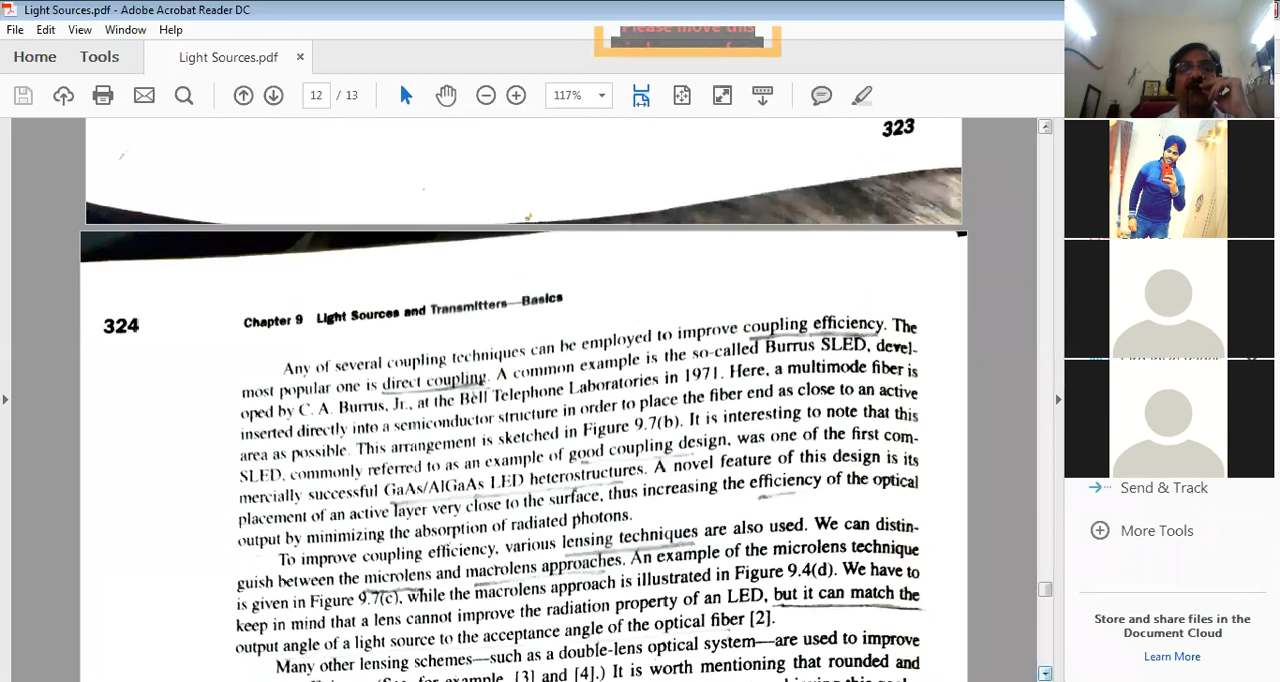 Light Sources.pdf - Adobe Acrobat Reader DC
File Edit View Window Help
Please move this
Home Tools Light Sources.pdf ×
12 / 13 117%
323
324 Chapter 9 Light Sources and Transmitters—Basics
Any of several coupling techniques can be employed to improve coupling efficiency. The
most popular one is direct coupling. A common example is the so-called Burrus SLED, devel-
oped by C. A. Burrus, Jr., at the Bell Telephone Laboratories in 1971. Here, a multimode fiber is
inserted directly into a semiconductor structure in order to place the fiber end as close to an active
area as possible. This arrangement is sketched in Figure 9.7(b). It is interesting to note that this
SLED, commonly referred to as an example of good coupling design, was one of the first com-
mercially successful GaAs/AlGaAs LED heterostructures. A novel feature of this design is its
placement of an active layer very close to the surface, thus increasing the efficiency of the optical
output by minimizing the absorption of radiated photons.
To improve coupling efficiency, various lensing techniques are also used. We can distin-
guish between the microlens and macrolens approaches. An example of the microlens technique
is given in Figure 9.7(c), while the macrolens approach is illustrated in Figure 9.4(d). We have to
keep in mind that a lens cannot improve the radiation property of an LED, but it can match the
output angle of a light source to the acceptance angle of the optical fiber [2].
Many other lensing schemes—such as a double-lens optical system—are used to improve
for example, [3] and [4].) It is worth mentioning that rounded and
Send & Track
More Tools
Store and share files in the
Document Cloud
Learn More